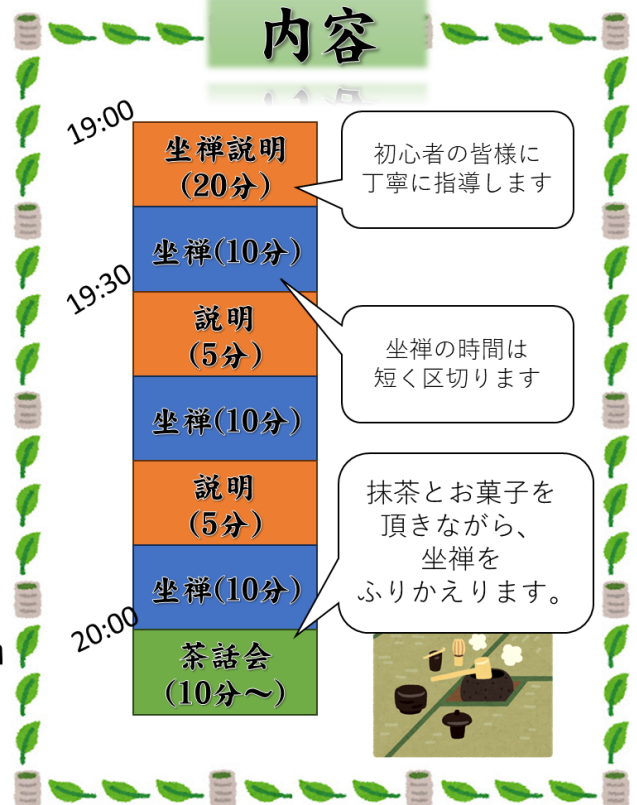 内容
19:00
坐禅説明
(20分)
初心者の皆様に
丁寧に指導します
坐禅(10分)
19:30
説明
(5分)
坐禅の時間は
短く区切ります
坐禅(10分)
説明
(5分)
抹茶とお菓子を
頂きながら、
坐禅を
ふりかえります。
坐禅(10分)
20:00
茶話会
(10分～)